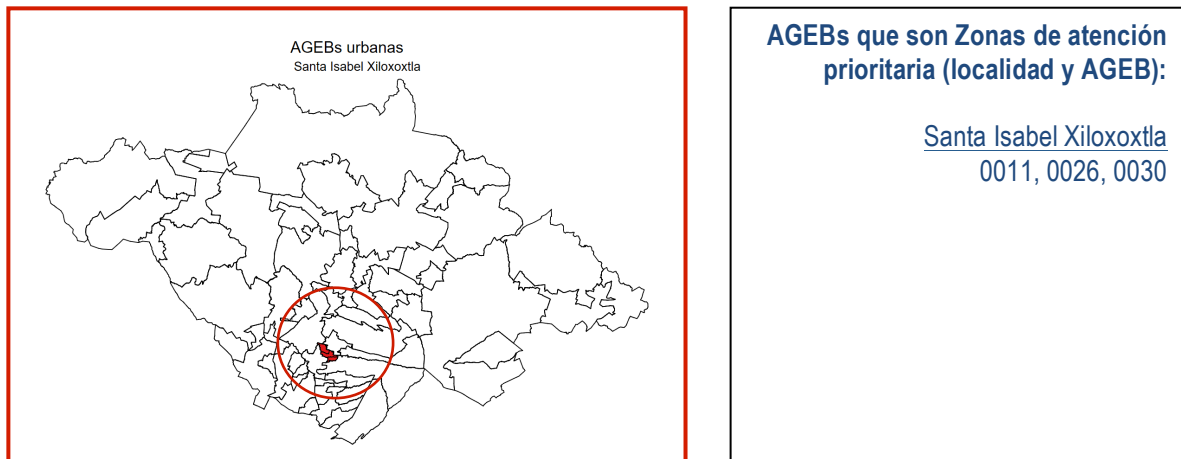 AGEBs urbanas
Santa Isabel Xiloxoxtla
AGEBs que son Zonas de atención
prioritaria (localidad y AGEB):
Santa Isabel Xiloxoxtla
0011, 0026, 0030